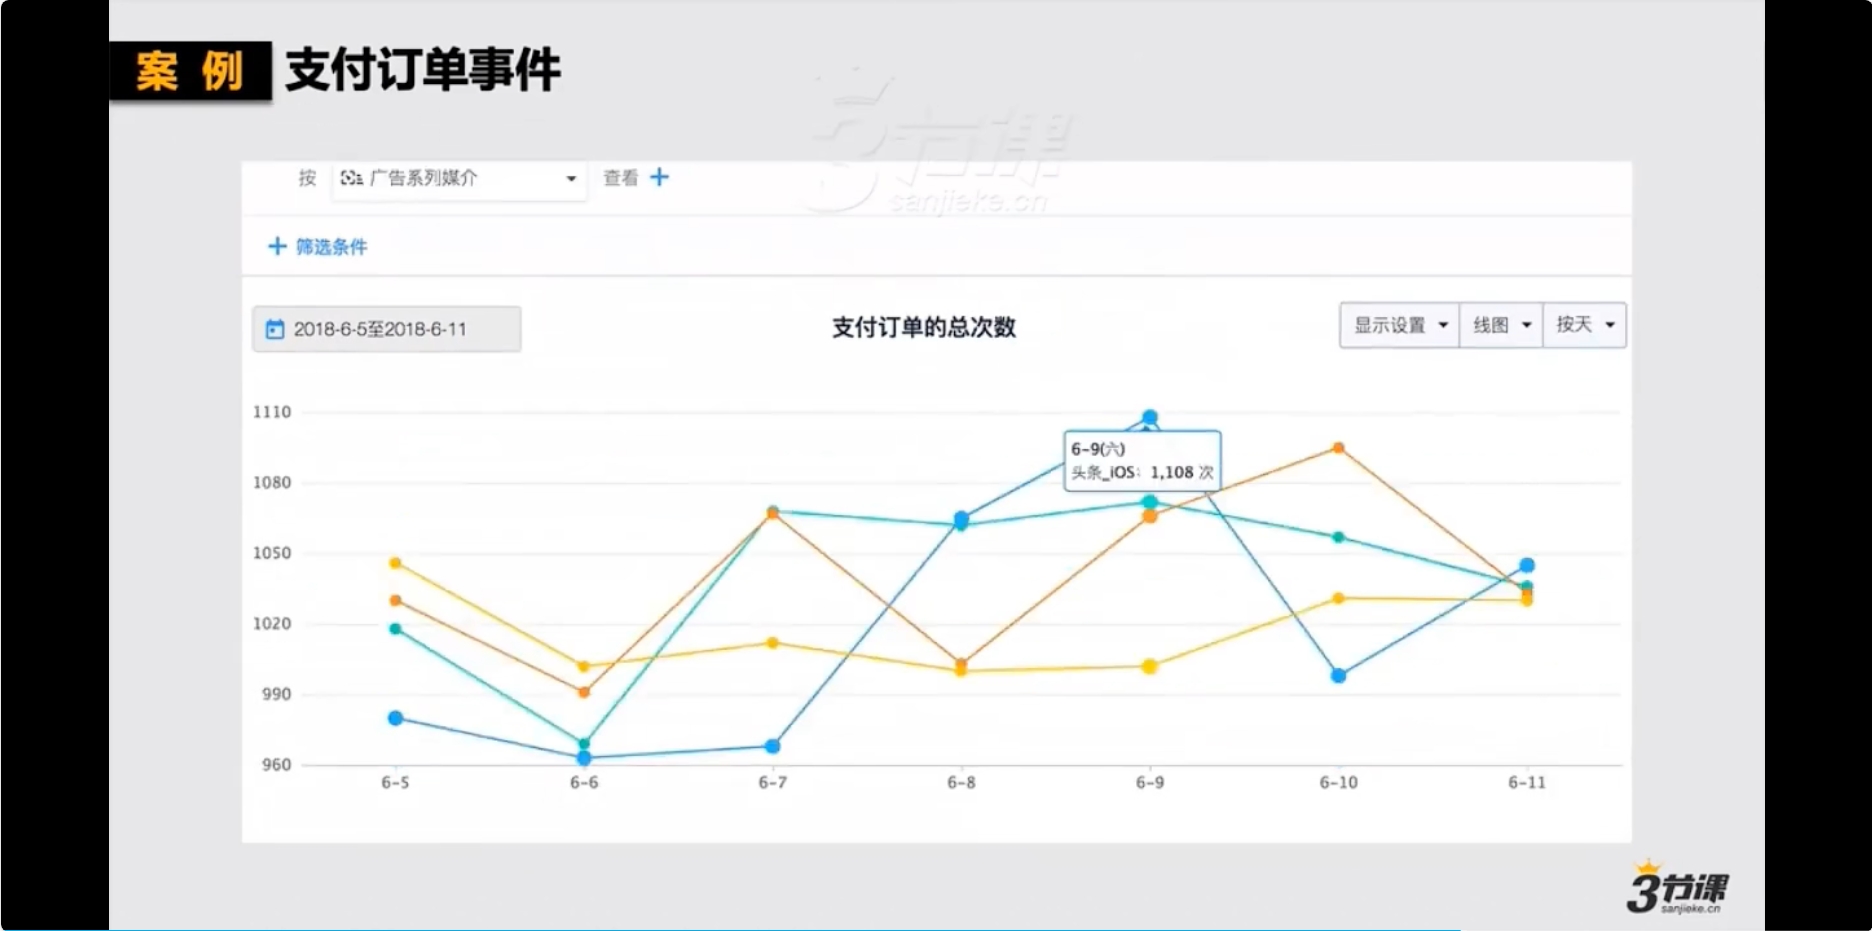 案 例 支付订单事件
3节课
sanjieke.cn
按 广告系列媒介 查看 +
+ 筛选条件
2018-6-5至2018-6-11 支付订单的总次数 显示设置 线图 按天
1110
1080
1050
1020
990
960
6-9(六)
头条_iOS: 1,108 次
6-5 6-6 6-7 6-8 6-9 6-10 6-11
3节课
sanjieke.cn